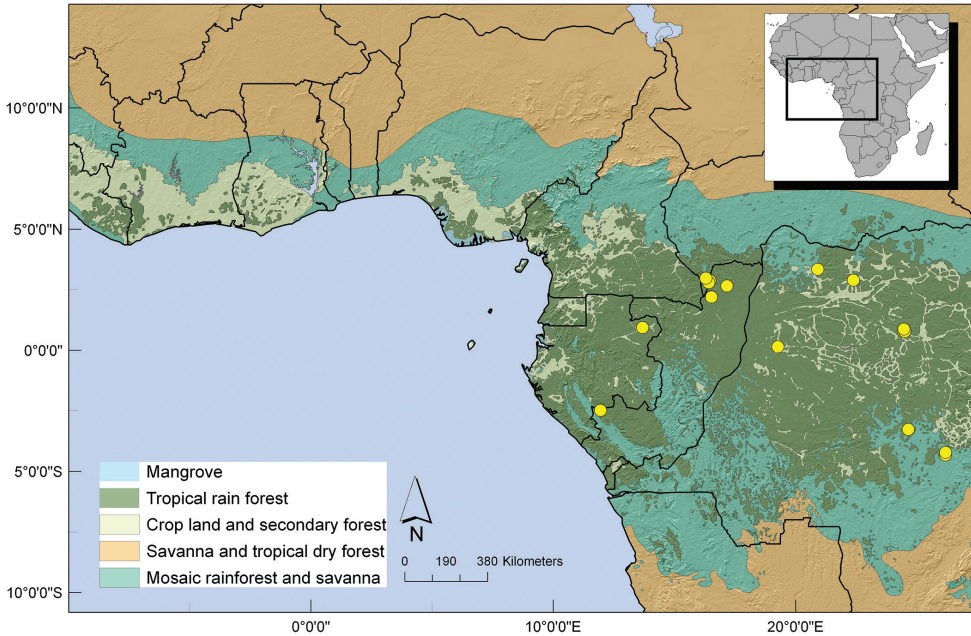 10°0'0"N
5°0'0"N
0°0'0"
5°0'0"S
10°0'0"S
Mangrove
Tropical rain forest
Crop land and secondary forest
Savanna and tropical dry forest
Mosaic rainforest and savanna
N
0 190 380 Kilometers
0°0'0" 10°0'0"E 20°0'0"E